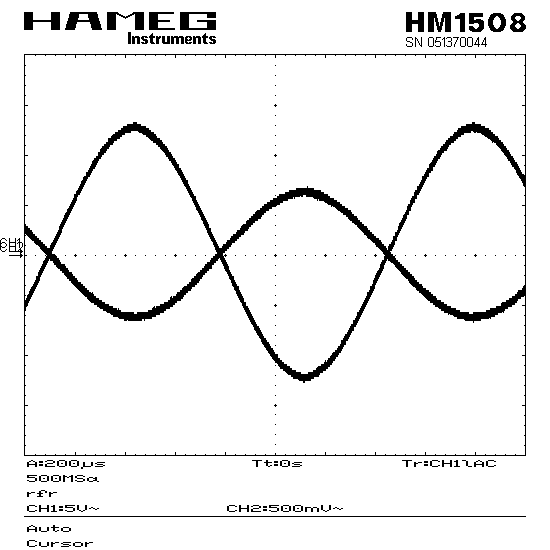 HAMEG
Instruments
HM1508
SN 051370044
A:200µs Tt:0s Tr:CH1~AC
500MSa
rfr
CH1:5V~ CH2:500mV~
Auto
Cursor